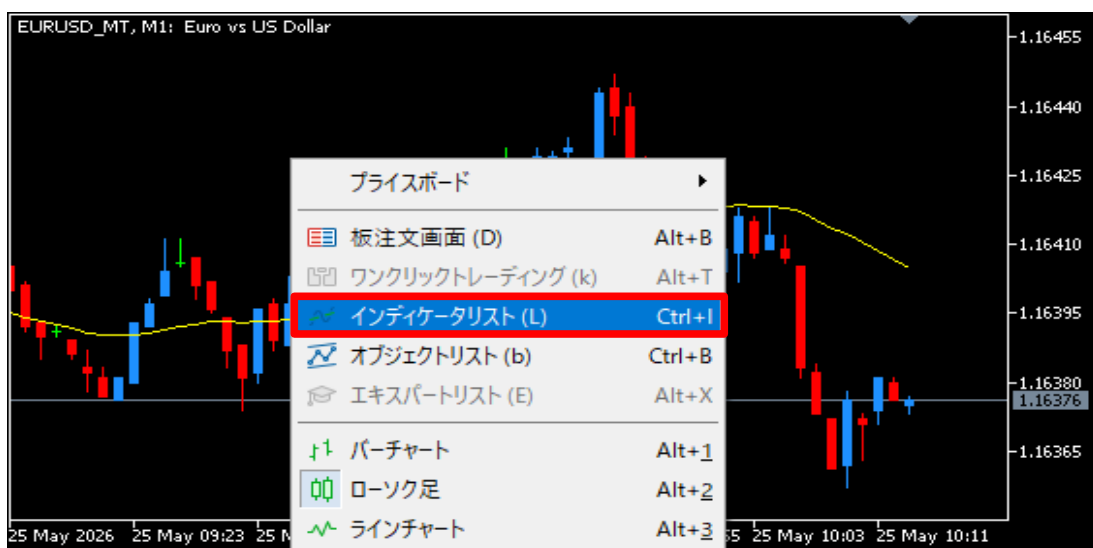 EURUSD_MT, M1: Euro vs US Dollar
1.16455
1.16440
1.16425
1.16410
1.16395
1.16380
1.16376
1.16365
プライスボード
板注文画面 (D) Alt+B
ワンクリックトレーディング (k) Alt+T
インディケータリスト (L) Ctrl+I
オブジェクトリスト (b) Ctrl+B
エキスパートリスト (E) Alt+X
バーチャート Alt+1
ローソク足 Alt+2
ラインチャート Alt+3
25 May 2026 25 May 09:23 25 May 10:03 25 May 10:11